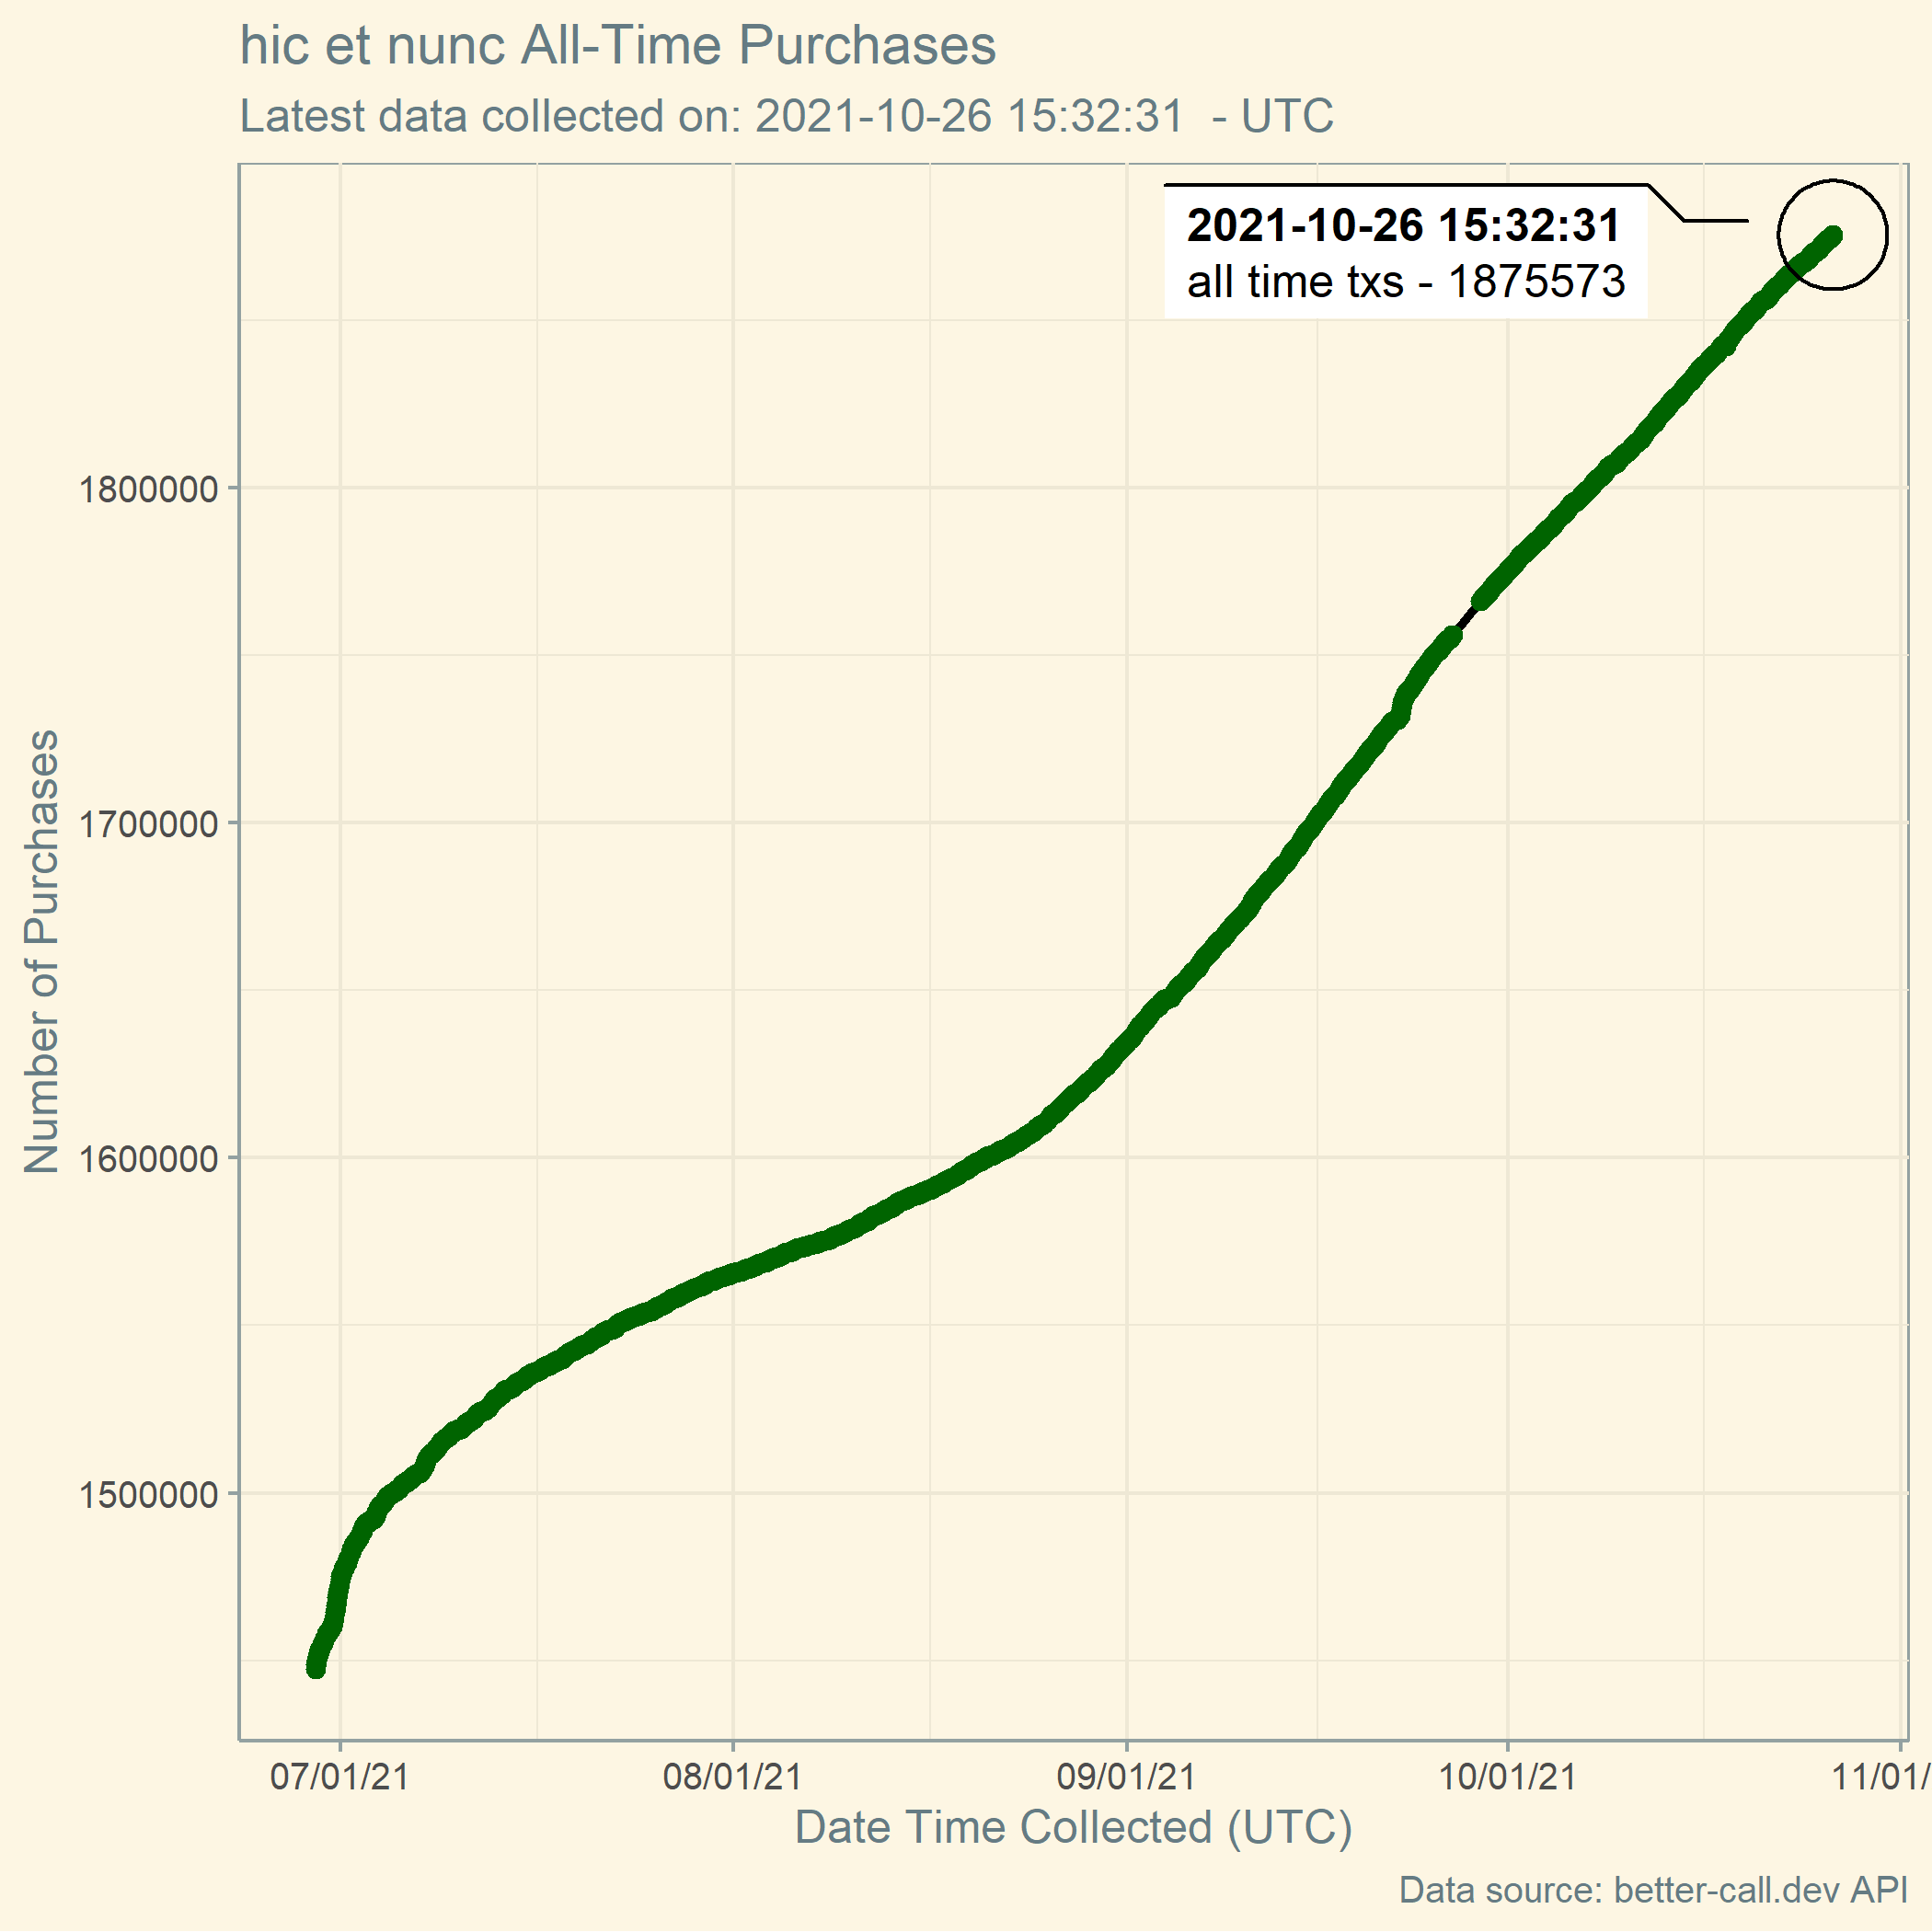 hic et nunc All-Time Purchases
Latest data collected on: 2021-10-26 15:32:31  - UTC
2021-10-26 15:32:31
all time txs - 1875573
1800000
1700000
1600000
1500000
Number of Purchases
07/01/21
08/01/21
09/01/21
10/01/21
11/01/
Date Time Collected (UTC)
Data source: better-call.dev API